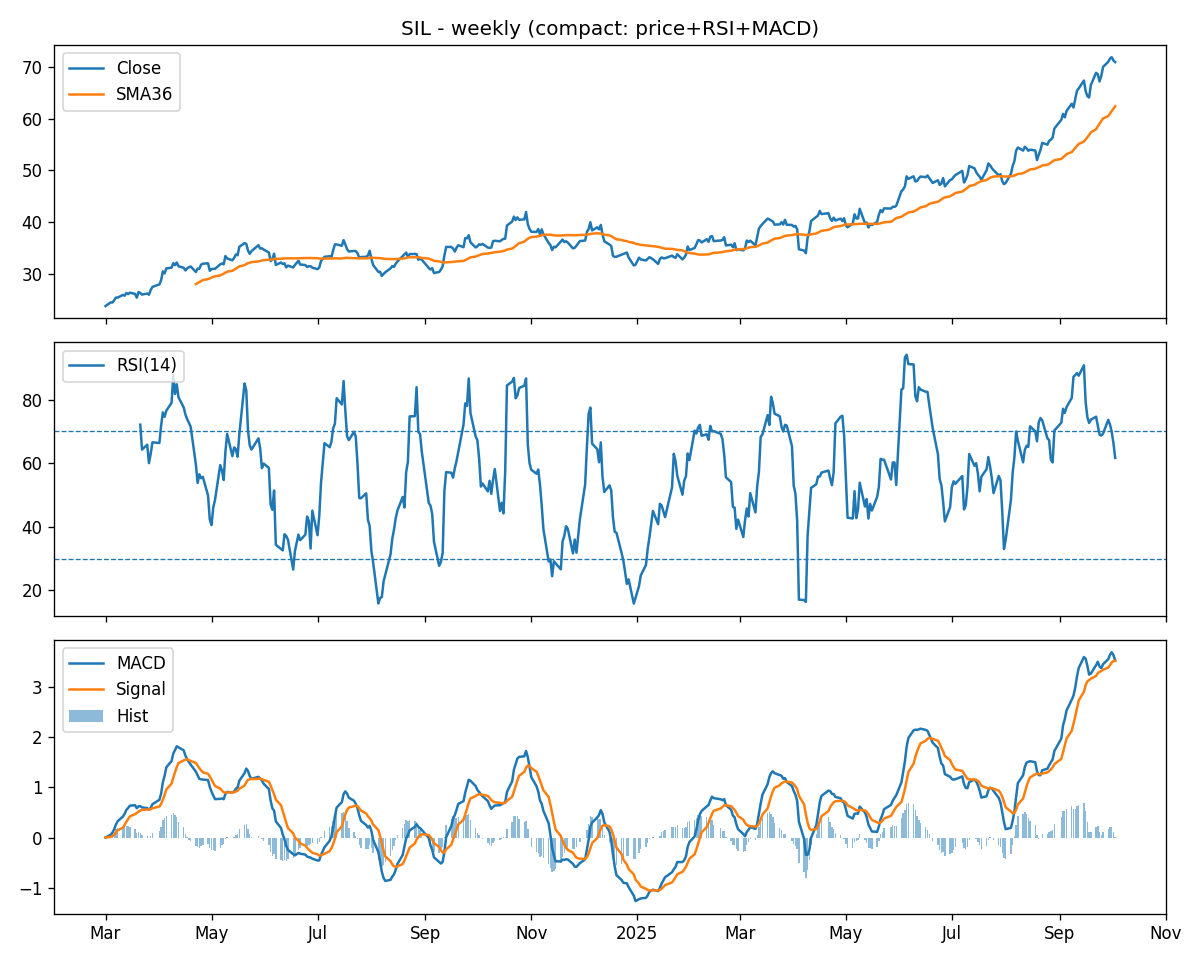 SIL - weekly (compact: price+RSI+MACD)
Close
SMA36
70
60
50
40
30
RSI(14)
80
60
40
20
MACD
Signal
Hist
3
2
1
0
−1
Mar
May
Jul
Sep
Nov
2025
Mar
May
Jul
Sep
Nov